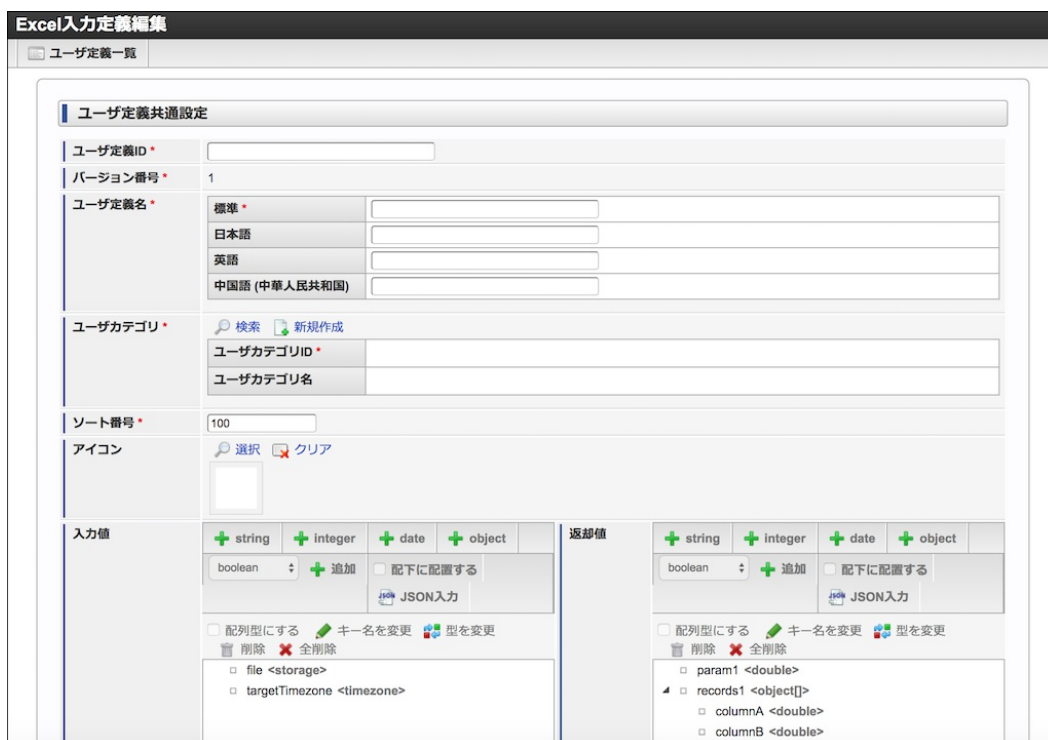 Excel入力定義編集
ユーザ定義一覧
ユーザ定義共通設定
ユーザ定義ID *
バージョン番号 * 1
ユーザ定義名 *
標準 *
日本語
英語
中国語 (中華人民共和国)
ユーザカテゴリ * 検索 新規作成
ユーザカテゴリID *
ユーザカテゴリ名
ソート番号 * 100
アイコン 選択 クリア
入力値
string integer date object
boolean 追加 配下に配置する
JSON JSON入力
配列型にする キー名を変更 型を変更
削除 全削除
file <storage>
targetTimezone <timezone>
返却値
string integer date object
boolean 追加 配下に配置する
JSON JSON入力
配列型にする キー名を変更 型を変更
削除 全削除
param1 <double>
records1 <object[]>
columnA <double>
columnB <double>